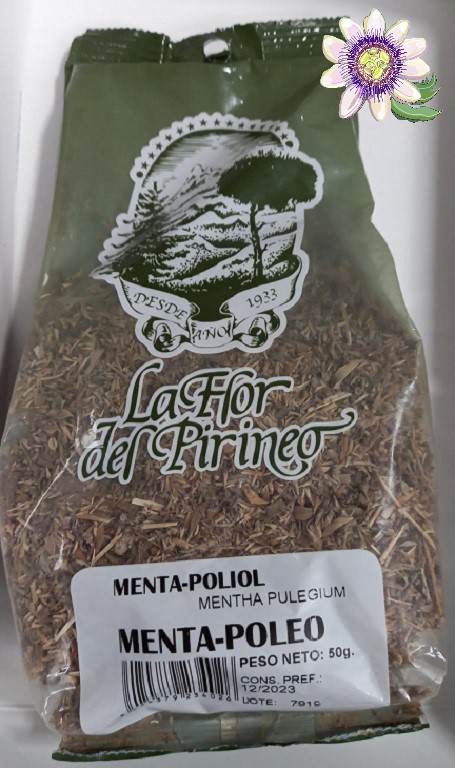 DESDE AÑO 1933
La Flor
del Pirineo
MENTA-POLIOL
MENTHA PULEGIUM
MENTA-POLEO
PESO NETO: 50g.
CONS. PREF.:
12/2023
LOTE: 7919